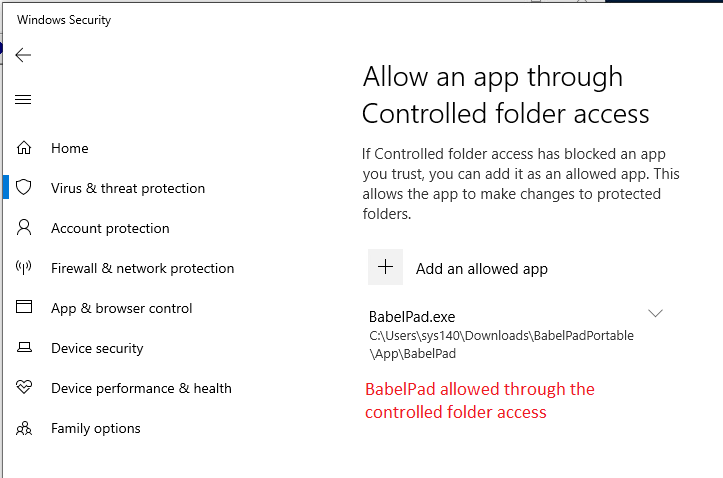 Windows Security
Home
Virus & threat protection
Account protection
Firewall & network protection
App & browser control
Device security
Device performance & health
Family options
Allow an app through
Controlled folder access
If Controlled folder access has blocked an app
you trust, you can add it as an allowed app. This
allows the app to make changes to protected
folders.
Add an allowed app
BabelPad.exe
C:\Users\sys140\Downloads\BabelPadPortable
\App\BabelPad
BabelPad allowed through the
controlled folder access